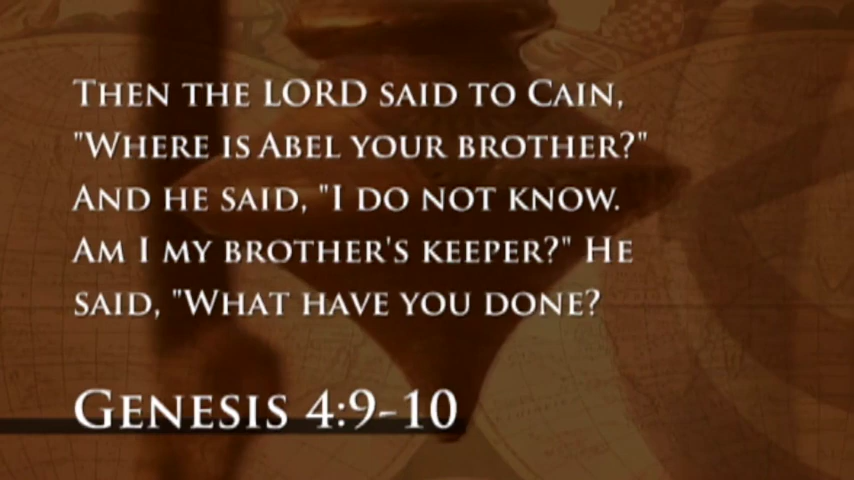 Then the LORD said to Cain,
"Where is Abel your brother?"
And he said, "I do not know.
Am I my brother's keeper?" He
said, "What have you done?
Genesis 4:9-10